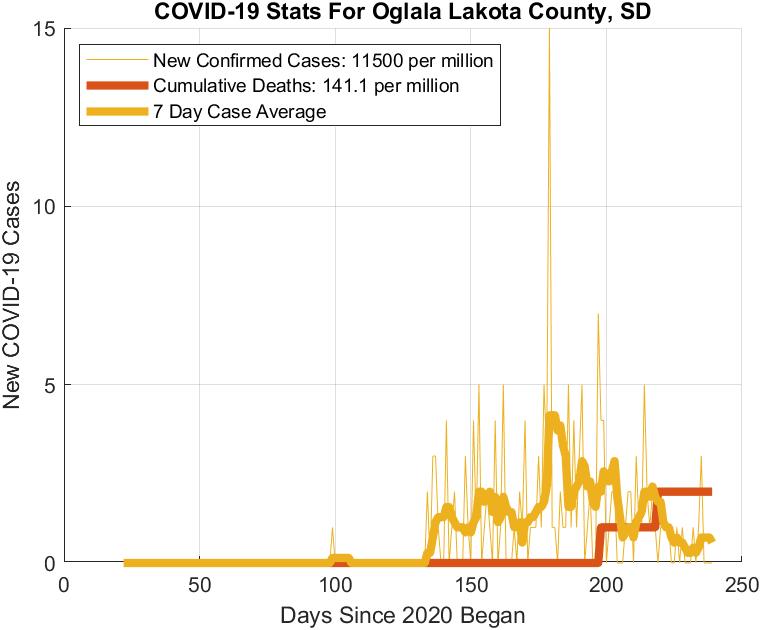 COVID-19 Stats For Oglala Lakota County, SD
New Confirmed Cases: 11500 per million
Cumulative Deaths: 141.1 per million
7 Day Case Average
New COVID-19 Cases
15
10
5
0
0 50 100 150 200 250
Days Since 2020 Began